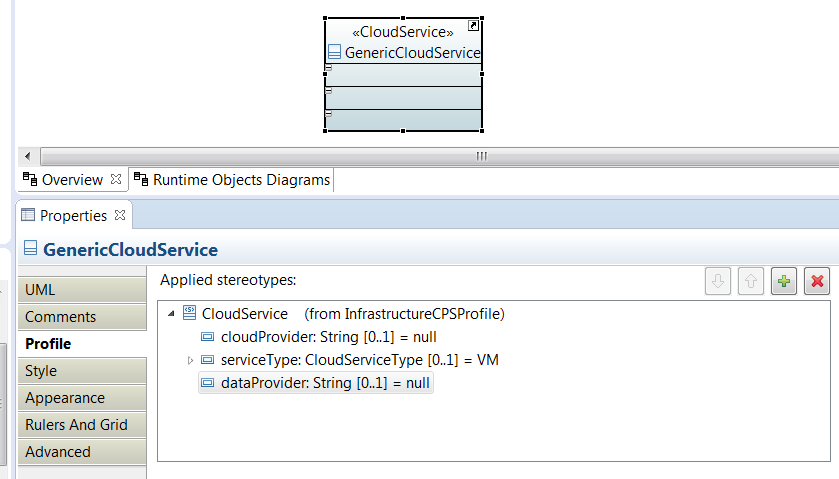 «CloudService»
GenericCloudService
Overview
Runtime Objects Diagrams
Properties
GenericCloudService
UML
Comments
Profile
Style
Appearance
Rulers And Grid
Advanced
Applied stereotypes:
CloudService (from InfrastructureCPSProfile)
cloudProvider: String [0..1] = null
serviceType: CloudServiceType [0..1] = VM
dataProvider: String [0..1] = null